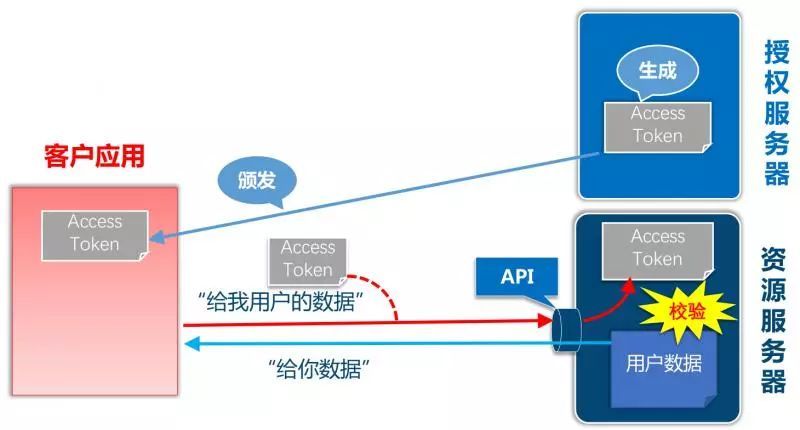 生成
Access
Token
授权服务器
客户应用
颁发
Access
Token
Access
Token
Access
Token
API
“给我用户的数据”
校验
用户数据
“给你数据”
资源服务器